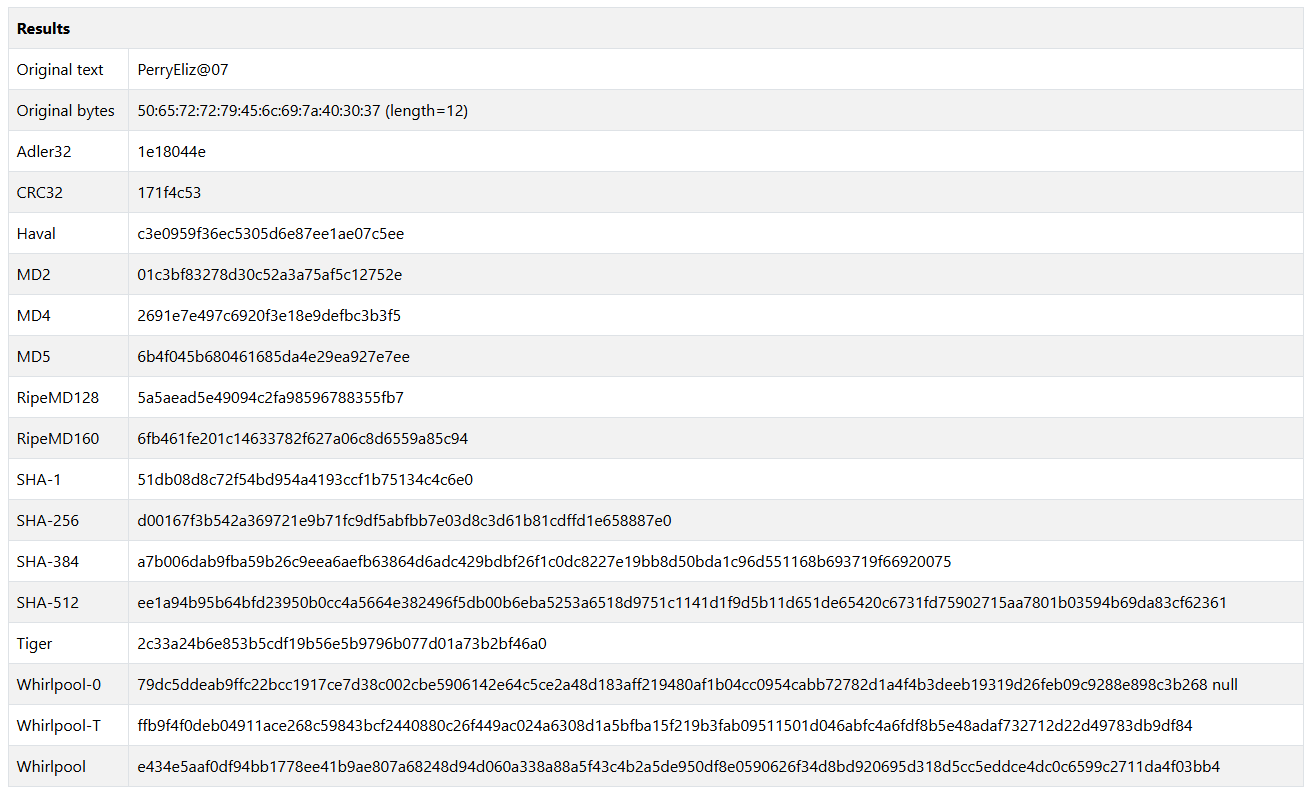 Results
Original text PerryEliz@07
Original bytes 50:65:72:72:79:45:6c:69:7a:40:30:37 (length=12)
Adler32 1e18044e
CRC32 171f4c53
Haval c3e0959f36ec5305d6e87ee1ae07c5ee
MD2 01c3bf83278d30c52a3a75af5c12752e
MD4 2691e7e497c6920f3e18e9defbc3b3f5
MD5 6b4f045b680461685da4e29ea927e7ee
RipeMD128 5a5aead5e49094c2fa98596788355fb7
RipeMD160 6fb461fe201c14633782f627a06c8d6559a85c94
SHA-1 51db08d8c72f54bd954a4193ccf1b75134c4c6e0
SHA-256 d00167f3b542a369721e9b71fc9df5abfbb7e03d8c3d61b81cdffd1e658887e0
SHA-384 a7b006dab9fba59b26c9eea6aefb63864d6adc429bdbf26f1c0dc8227e19bb8d50bda1c96d551168b693719f66920075
SHA-512 ee1a94b95b64bfd23950b0cc4a5664e382496f5db00b6eba5253a6518d9751c1141d1f9d5b11d651de65420c6731fd75902715aa7801b03594b69da83cf62361
Tiger 2c33a24b6e853b5cdf19b56e5b9796b077d01a73b2bf46a0
Whirlpool-0 79dc5ddeab9ffc22bcc1917ce7d38c002cbe5906142e64c5ce2a48d183aff219480af1b04cc0954cabb72782d1a4f4b3deeb19319d26feb09c9288e898c3b268 null
Whirlpool-T ffb9f4f0deb04911ace268c59843bcf2440880c26f449ac024a6308d1a5bfba15f219b3fab09511501d046abfc4a6fdf8b5e48adaf732712d22d49783db9df84
Whirlpool e434e5aaf0df94bb1778ee41b9ae807a68248d94d060a338a88a5f43c4b2a5de950df8e0590626f34d8bd920695d318d5cc5eddce4dc0c6599c2711da4f03bb4